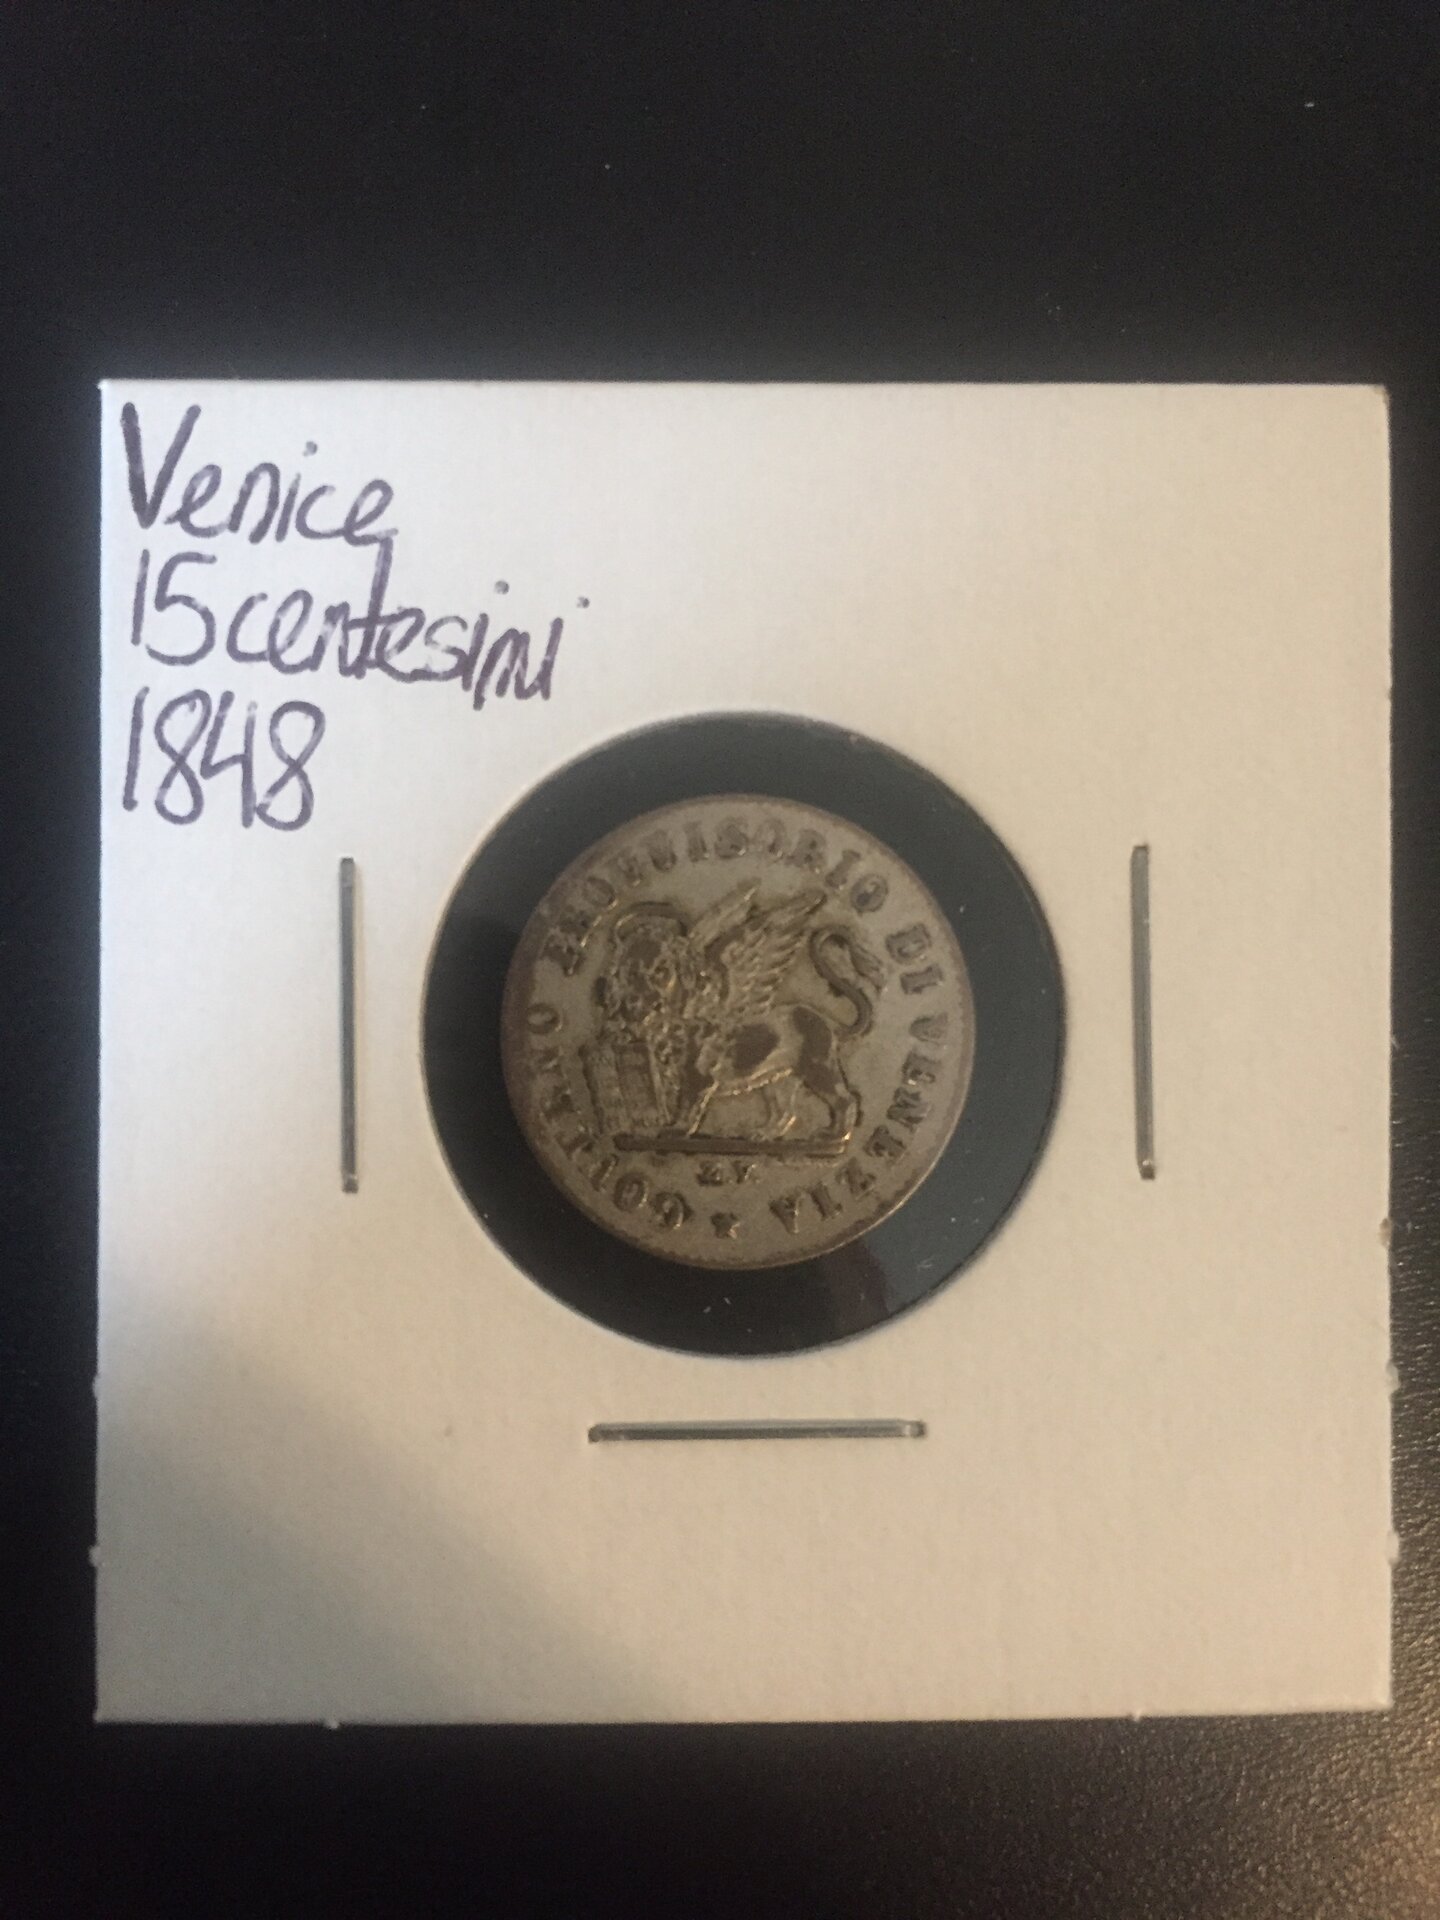 Venice
15 centesimi
1848
GOVERNO PROVVISORIO DI VENEZIA